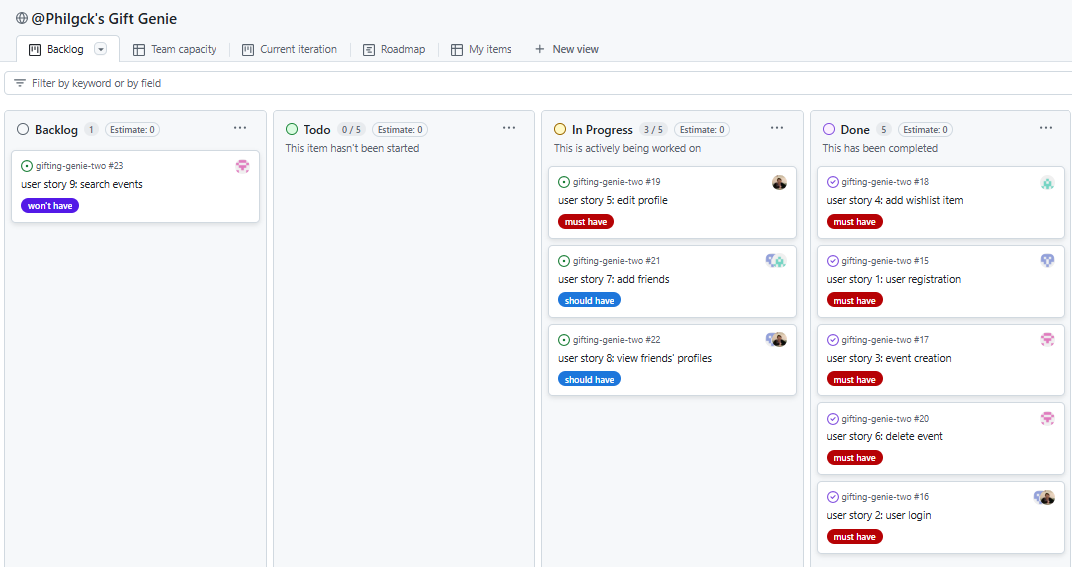 @Philgck's Gift Genie
Backlog
Team capacity
Current iteration
Roadmap
My items
New view
Filter by keyword or by field
Backlog 1 Estimate: 0
gifting-genie-two #23
user story 9: search events
won't have
Todo 0 / 5 Estimate: 0
This item hasn't been started
In Progress 3 / 5 Estimate: 0
This is actively being worked on
gifting-genie-two #19
user story 5: edit profile
must have
gifting-genie-two #21
user story 7: add friends
should have
gifting-genie-two #22
user story 8: view friends' profiles
should have
Done 5 Estimate: 0
This has been completed
gifting-genie-two #18
user story 4: add wishlist item
must have
gifting-genie-two #15
user story 1: user registration
must have
gifting-genie-two #17
user story 3: event creation
must have
gifting-genie-two #20
user story 6: delete event
must have
gifting-genie-two #16
user story 2: user login
must have